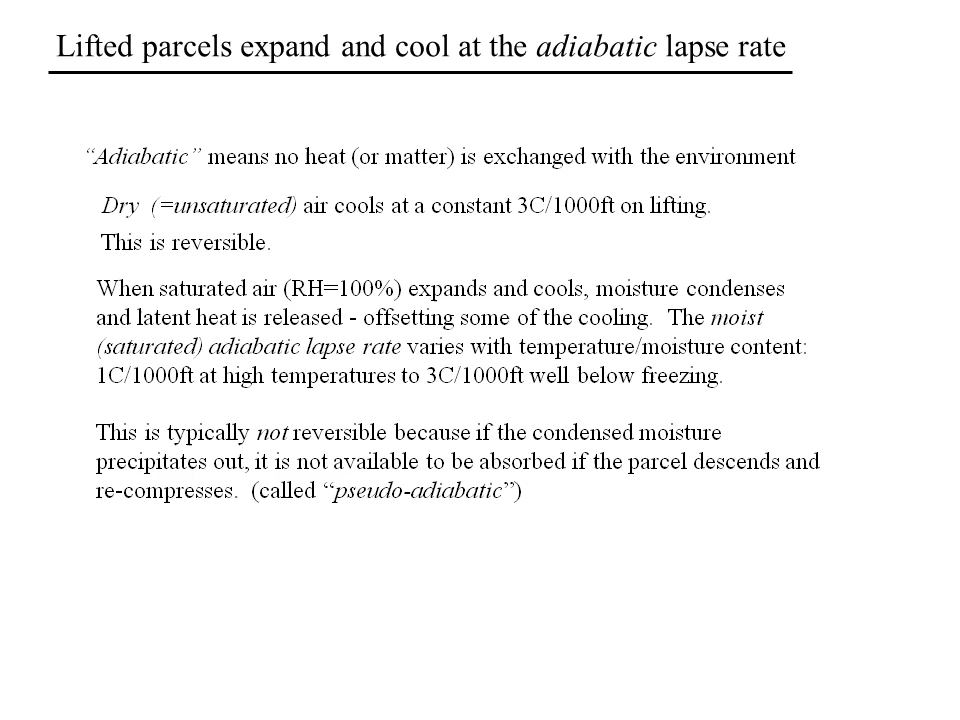 Lifted parcels expand and cool at the adiabatic lapse rate
“Adiabatic” means no heat (or matter) is exchanged with the environment
Dry (=unsaturated) air cools at a constant 3C/1000ft on lifting.
This is reversible.
When saturated air (RH=100%) expands and cools, moisture condenses
and latent heat is released - offsetting some of the cooling. The moist
(saturated) adiabatic lapse rate varies with temperature/moisture content:
1C/1000ft at high temperatures to 3C/1000ft well below freezing.
This is typically not reversible because if the condensed moisture
precipitates out, it is not available to be absorbed if the parcel descends and
re-compresses. (called “pseudo-adiabatic”)